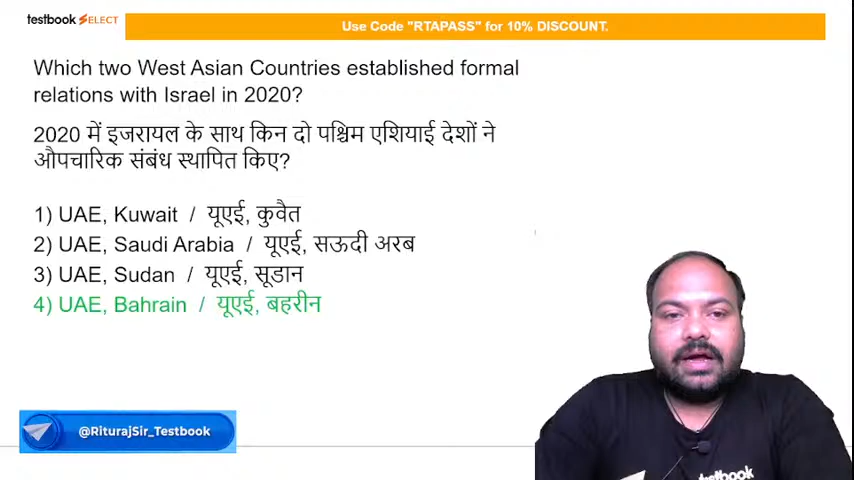 testbook SELECT
Use Code "RTAPASS" for 10% DISCOUNT.
Which two West Asian Countries established formal
relations with Israel in 2020?
2020 में इजरायल के साथ किन दो पश्चिम एशियाई देशों ने
औपचारिक संबंध स्थापित किए?
1) UAE, Kuwait / यूएई, कुवैत
2) UAE, Saudi Arabia / यूएई, सऊदी अरब
3) UAE, Sudan / यूएई, सूडान
4) UAE, Bahrain / यूएई, बहरीन
@RiturajSir_Testbook
testbook